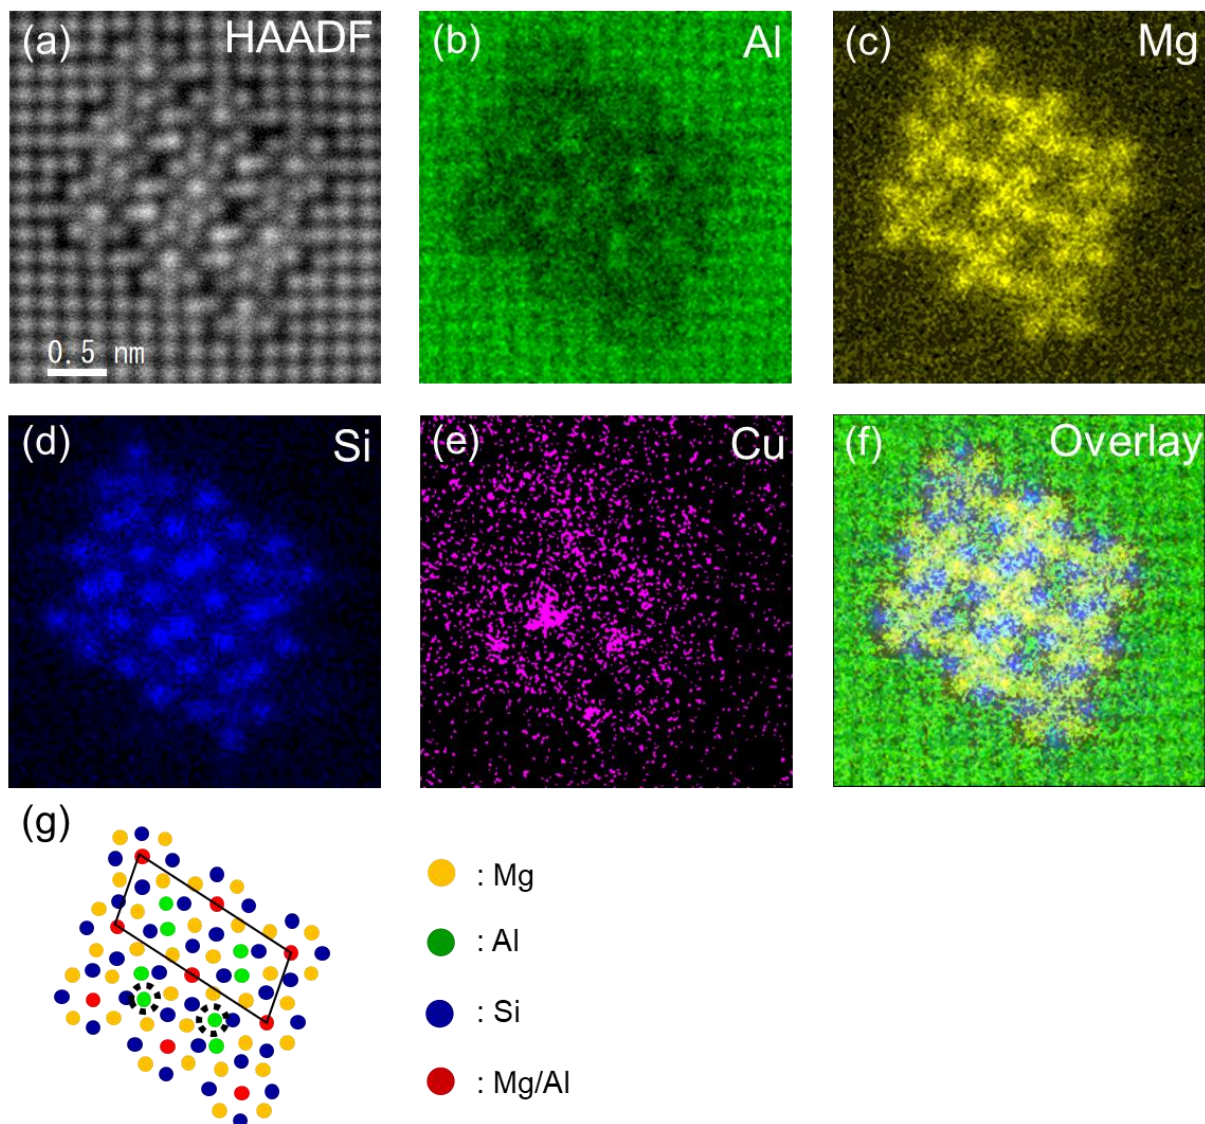 (a) HAADF
0.5 nm
(b) Al
(c) Mg
(d) Si
(e) Cu
(f) Overlay
(g)
: Mg
: Al
: Si
: Mg/Al